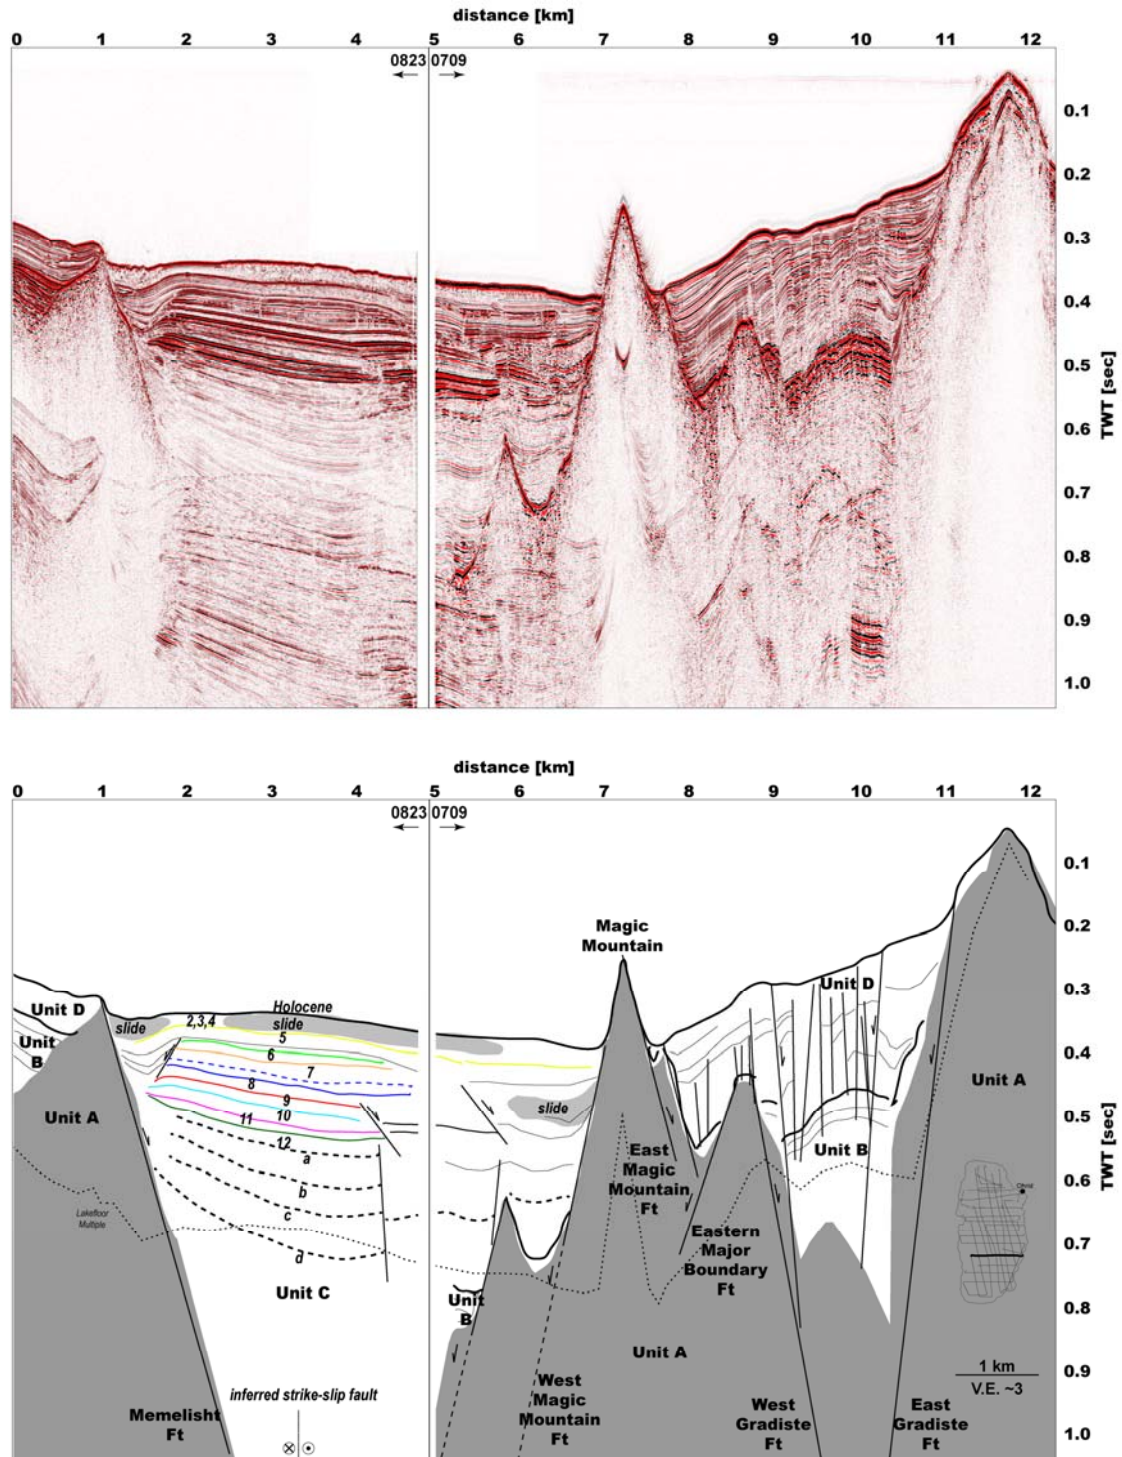 distance [km]
0 1 2 3 4 5 6 7 8 9 10 11 12
0823 0709
0.1
0.2
0.3
0.4
0.5
TWT [sec]
0.6
0.7
0.8
0.9
1.0
distance [km]
0 1 2 3 4 5 6 7 8 9 10 11 12
0823 0709
0.1
0.2
0.3
0.4
0.5
TWT [sec]
0.6
0.7
0.8
0.9
1.0
Magic
Mountain
Unit D
Unit
B
Unit A
slide
Holocene
slide
2,3,4
5
6
7
8
9
10
11
12
a
b
c
d
Lakefloor
Multiple
Unit C
inferred strike-slip fault
Memelisht
Ft
slide
Unit
B
West
Magic
Mountain
Ft
East
Magic
Mountain
Ft
Eastern
Major
Boundary
Ft
Unit A
West
Gradiste
Ft
Unit D
Unit B
Unit A
East
Gradiste
Ft
Ohrid
1 km
V.E. ~3